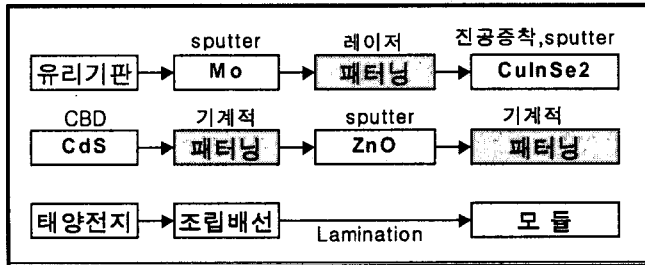 sputter 레이저 진공증착,sputter
유리기판 Mo 패터닝 CuInSe2
CBD 기계적 sputter 기계적
CdS 패터닝 ZnO 패터닝
태양전지 조립배선 Lamination 모 듈